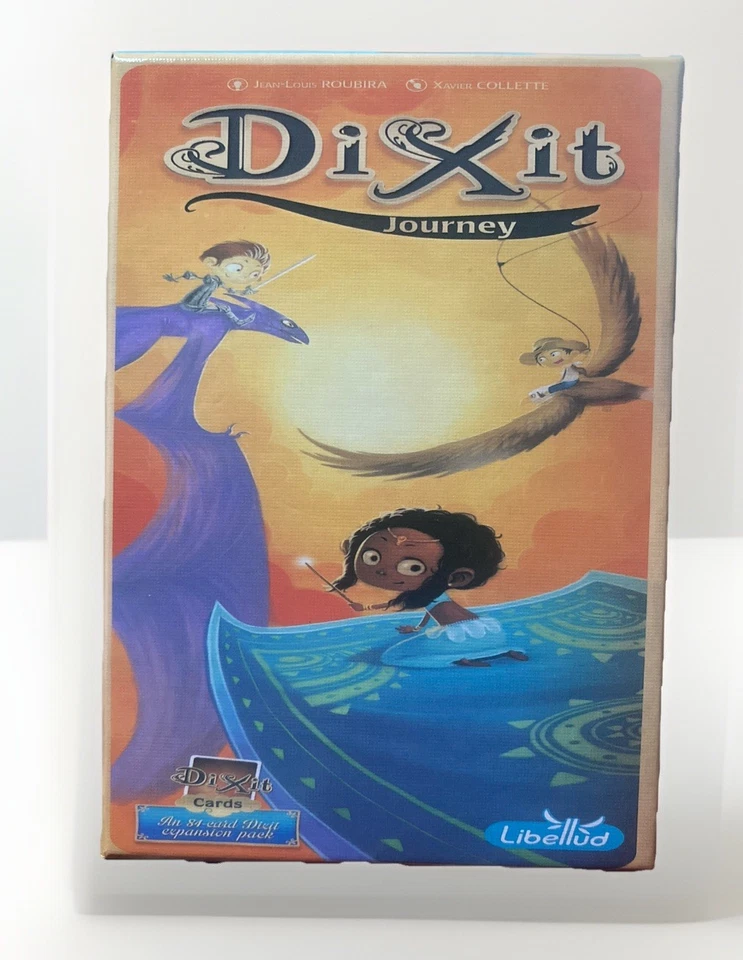 Jean-Louis ROUBIRA Xavier COLLETTE
DiXit
Journey
DiXit
Cards
An 84-card Dixit
expansion pack
Libellud